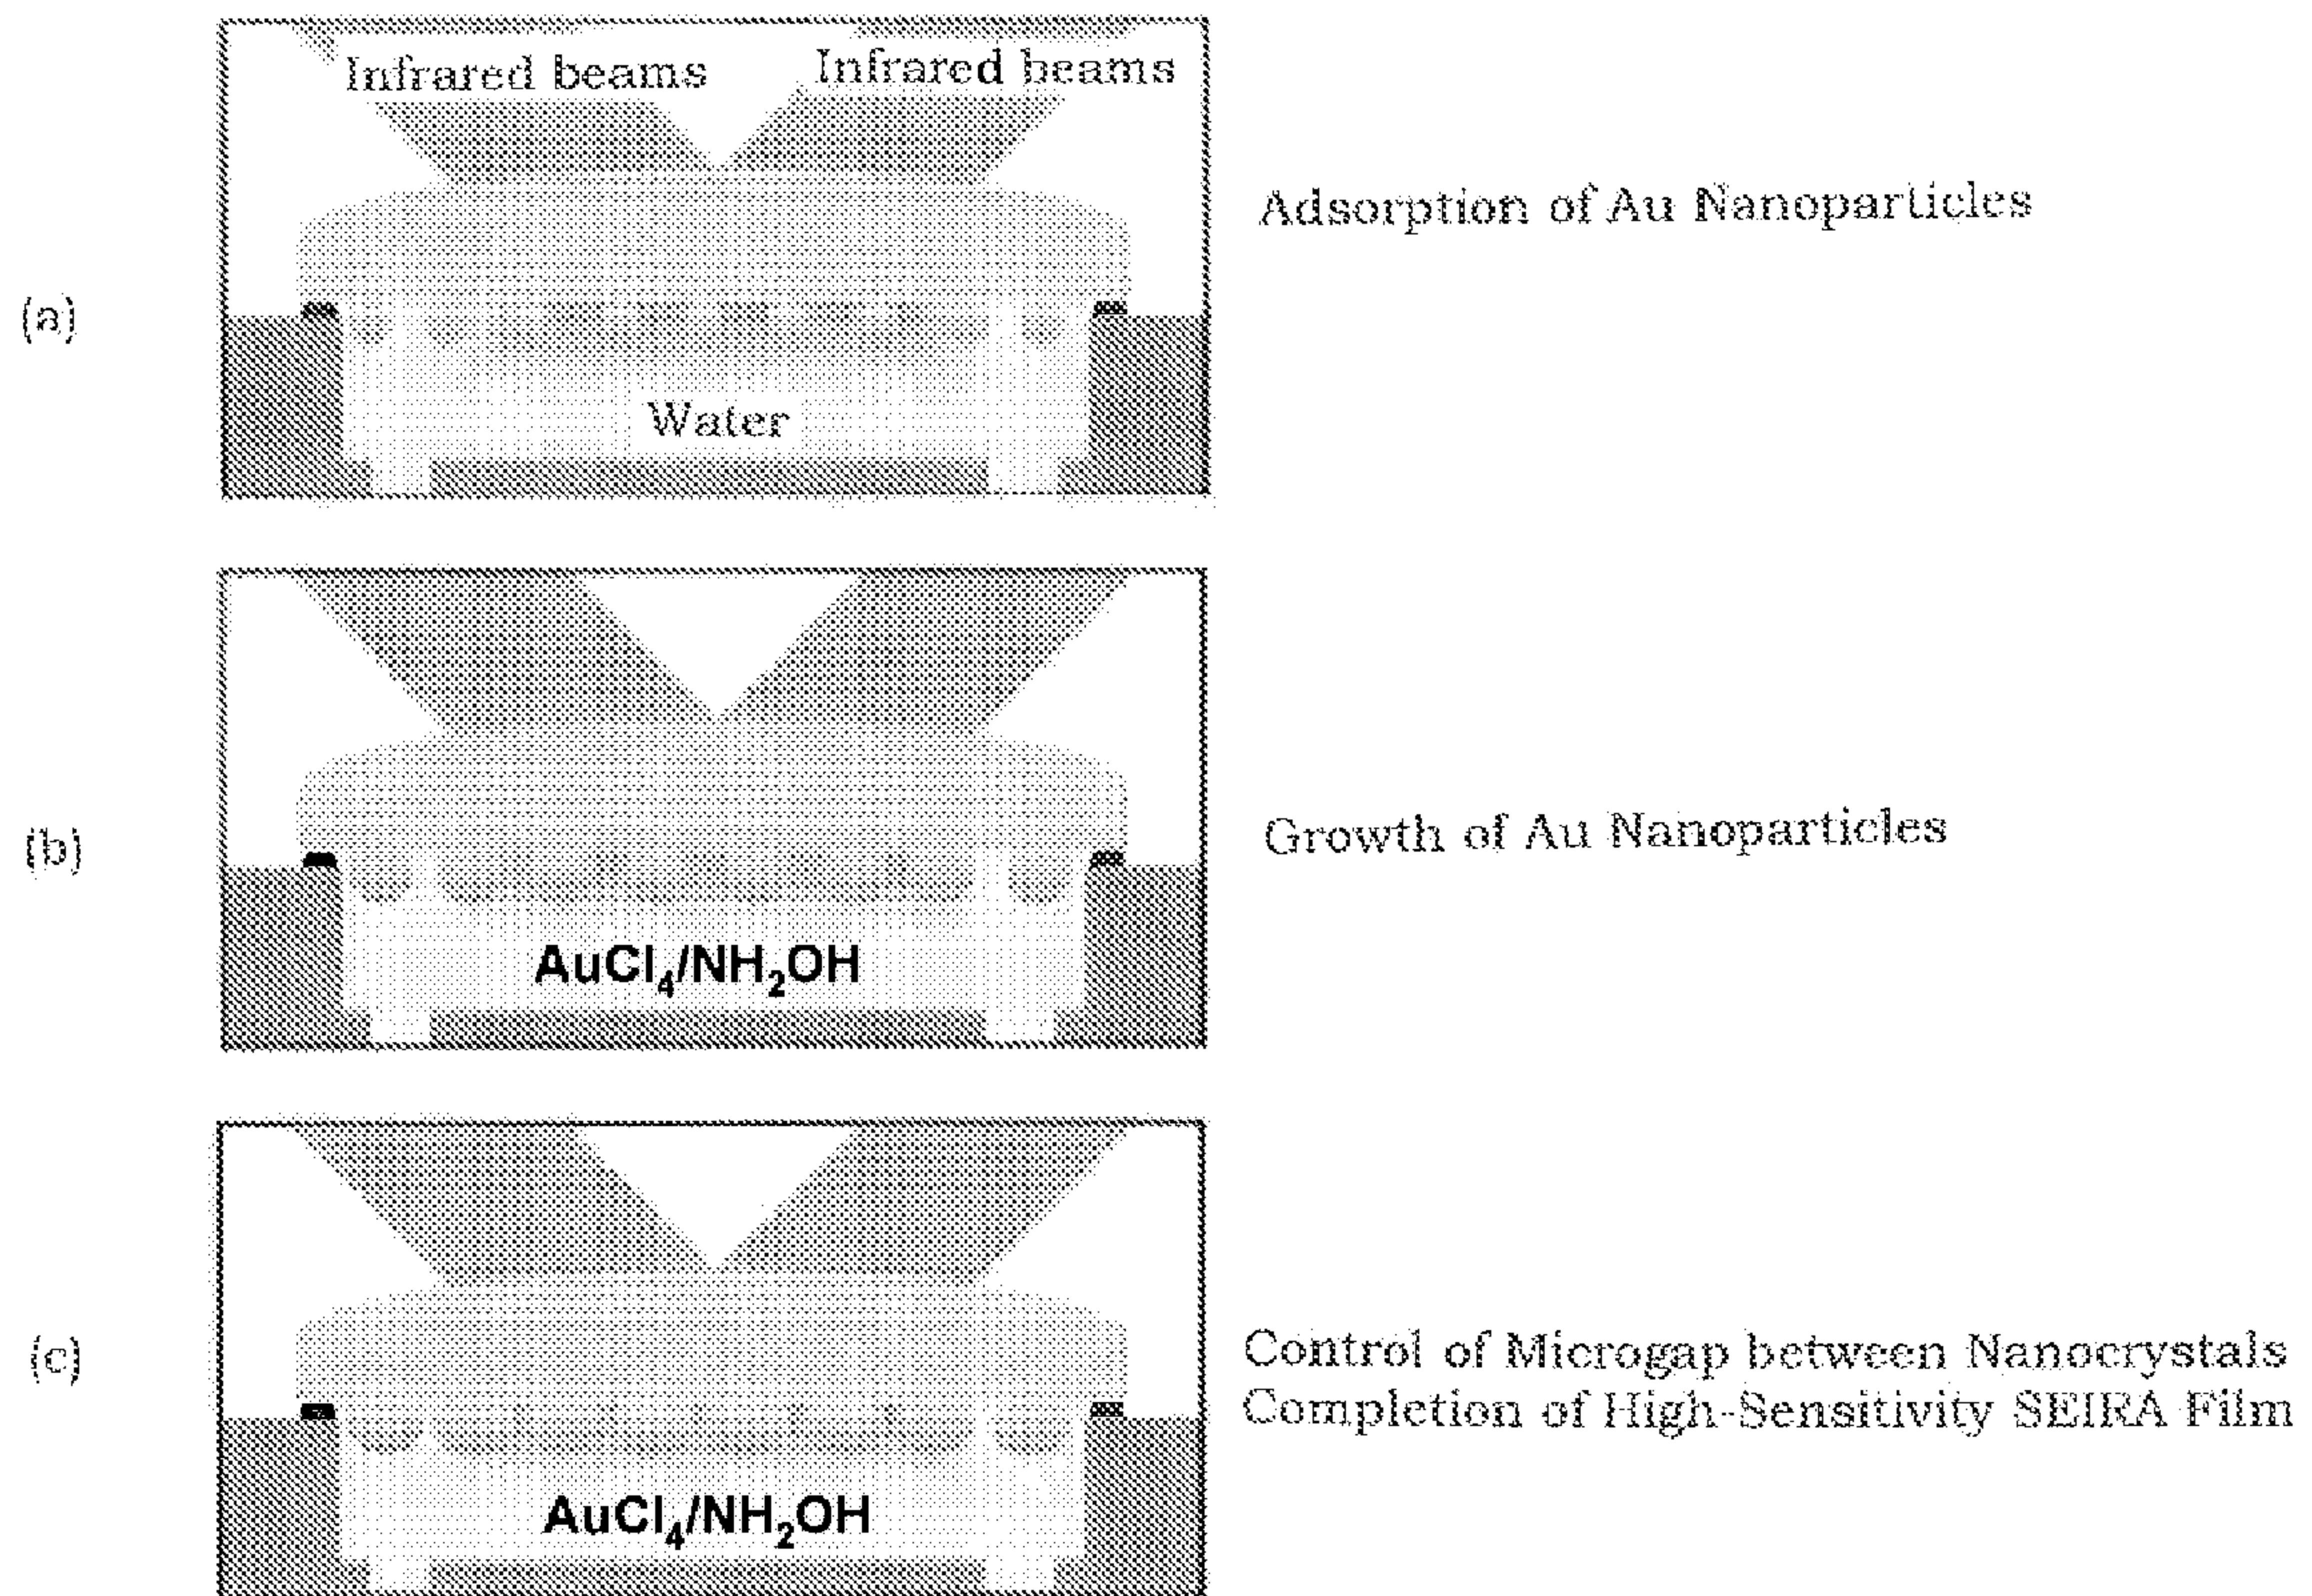 Infrared beams
Infrared beams
Adsorption of Au Nanoparticles
(a)
Water
(b)
Growth of Au Nanoparticles
AuCl₄/NH₂OH
(c)
Control of Microgap between Nanocrystals
Completion of High-Sensitivity SEIRA Film
AuCl₄/NH₂OH